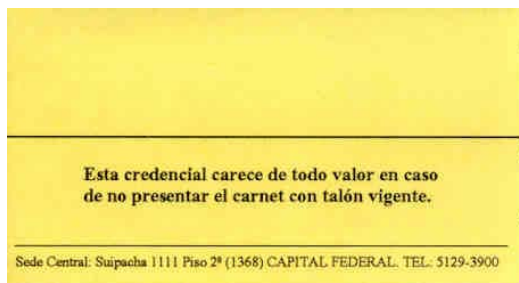 Esta credencial carece de todo valor en caso
de no presentar el carnet con talón vigente.
Sede Central: Suipacha 1111 Piso 2º (1368) CAPITAL FEDERAL. TEL: 5129-3900